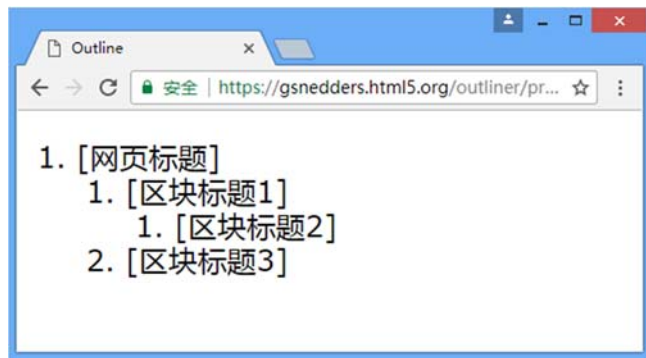 Outline
安全 | https://gsnedders.html5.org/outliner/pr...
1. [网页标题]
1. [区块标题1]
1. [区块标题2]
2. [区块标题3]